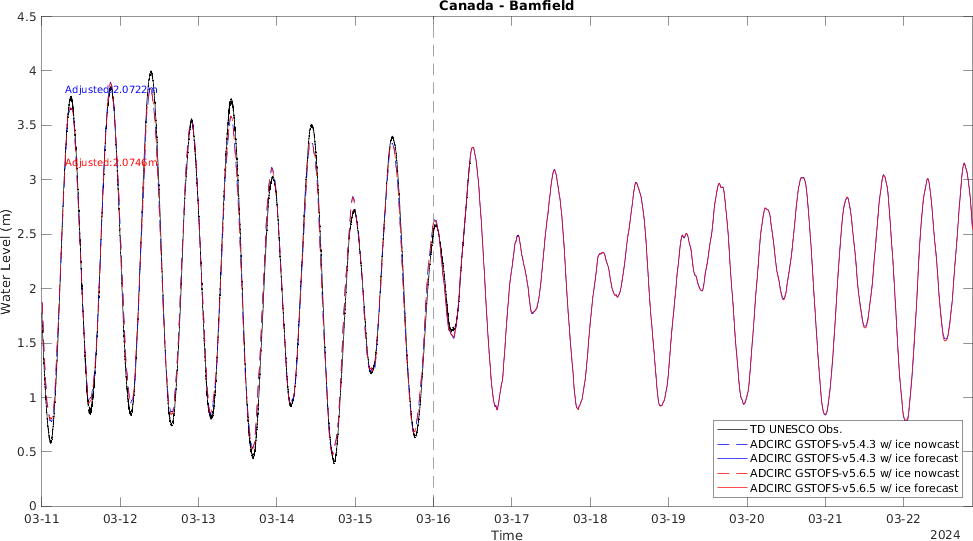 Canada - Bamfield
4.5
4
3.5
3
2.5
2
1.5
1
0.5
0
Water Level (m)
Adjusted:2.0722m
Adjusted:2.0746m
TD UNESCO Obs.
ADCIRC GSTOFS-v5.4.3 w/ ice nowcast
ADCIRC GSTOFS-v5.4.3 w/ ice forecast
ADCIRC GSTOFS-v5.6.5 w/ ice nowcast
ADCIRC GSTOFS-v5.6.5 w/ ice forecast
03-11 03-12 03-13 03-14 03-15 03-16 03-17 03-18 03-19 03-20 03-21 03-22
Time
2024